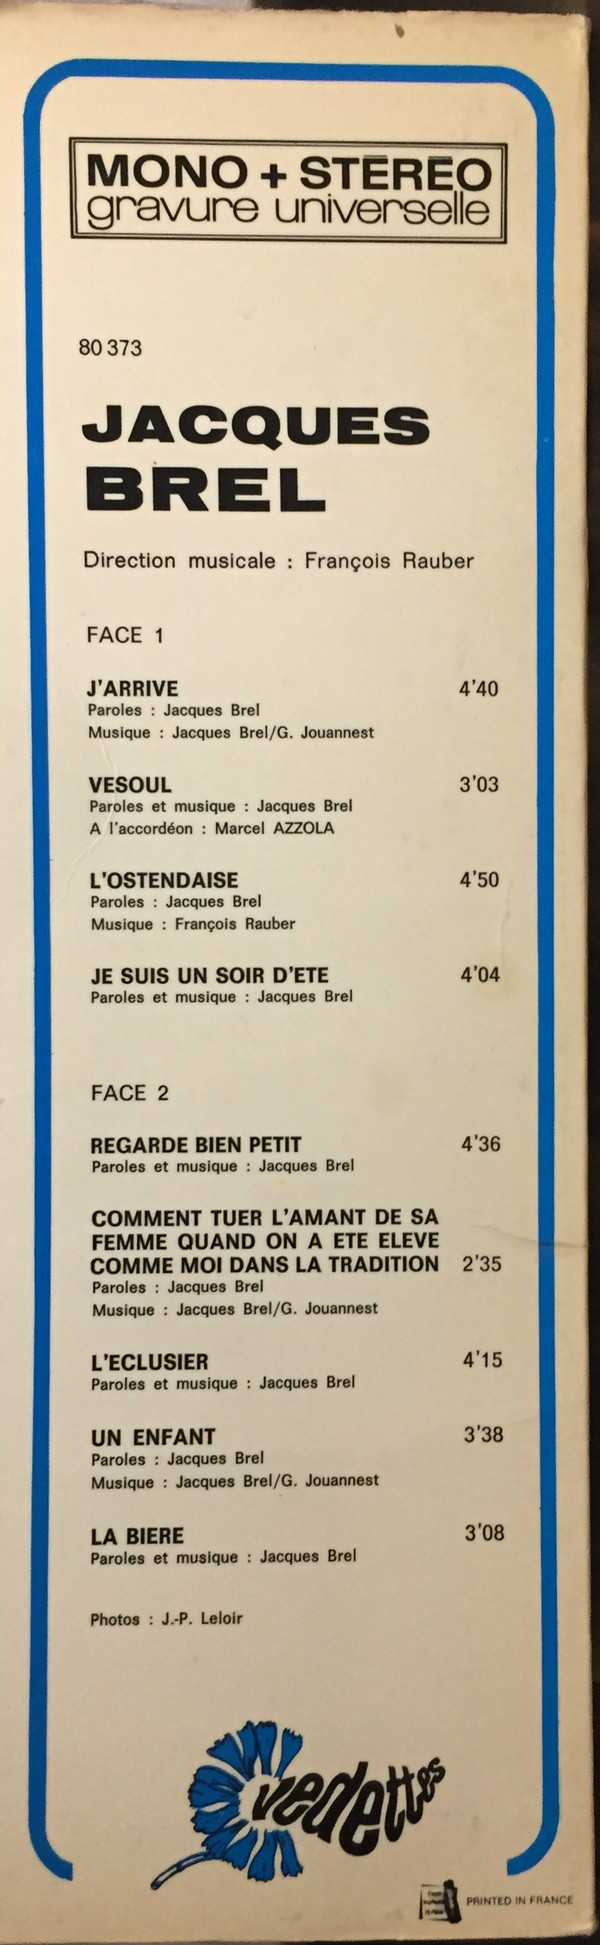 MONO + STÉRÉO
gravure universelle
80 373
JACQUES
BREL
Direction musicale : François Rauber
FACE 1
J'ARRIVE 4'40
Paroles : Jacques Brel
Musique : Jacques Brel/G. Jouannest
VESOUL 3'03
Paroles et musique : Jacques Brel
A l'accordéon : Marcel AZZOLA
L'OSTENDAISE 4'50
Paroles : Jacques Brel
Musique : François Rauber
JE SUIS UN SOIR D'ETE 4'04
Paroles et musique : Jacques Brel
FACE 2
REGARDE BIEN PETIT 4'36
Paroles et musique : Jacques Brel
COMMENT TUER L'AMANT DE SA
FEMME QUAND ON A ETE ELEVE
COMME MOI DANS LA TRADITION 2'35
Paroles : Jacques Brel
Musique : Jacques Brel/G. Jouannest
L'ECLUSIER 4'15
Paroles et musique : Jacques Brel
UN ENFANT 3'38
Paroles : Jacques Brel
Musique : Jacques Brel/G. Jouannest
LA BIERE 3'08
Paroles et musique : Jacques Brel
Photos : J.-P. Leloir
vedettes
PRINTED IN FRANCE